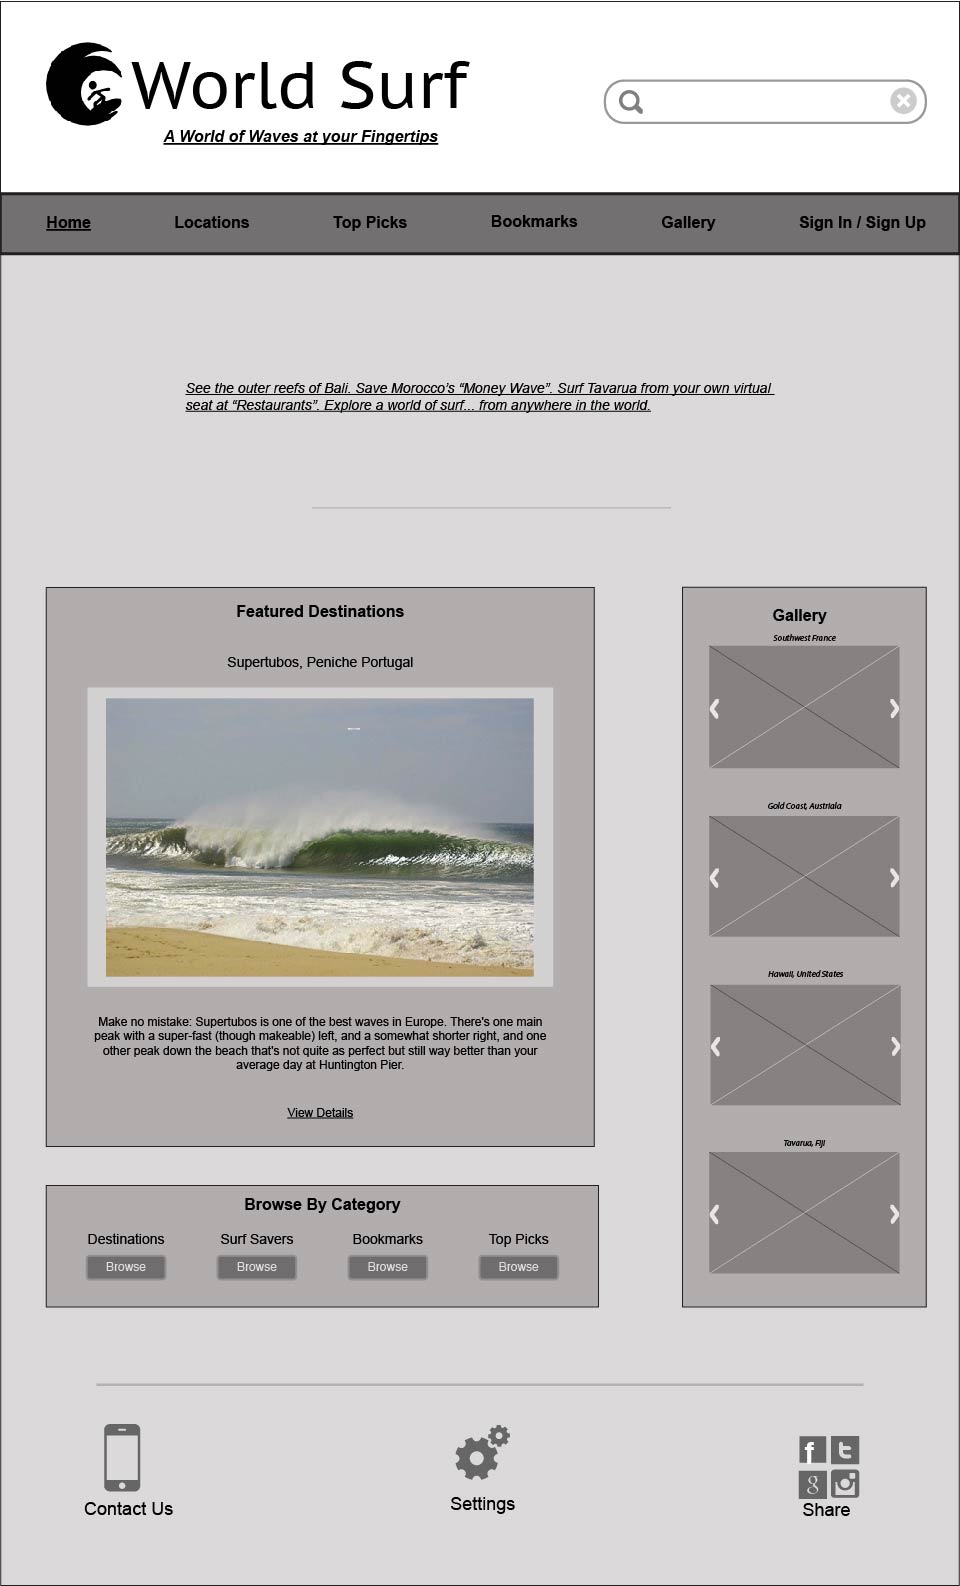 World Surf
A World of Waves at your Fingertips
Home Locations Top Picks Bookmarks Gallery Sign In / Sign Up
See the outer reefs of Bali. Save Morocco's “Money Wave”. Surf Tavarua from your own virtual
seat at “Restaurants”. Explore a world of surf... from anywhere in the world.
Featured Destinations
Supertubos, Peniche Portugal
Make no mistake: Supertubos is one of the best waves in Europe. There's one main
peak with a super-fast (though makeable) left, and a somewhat shorter right, and one
other peak down the beach that's not quite as perfect but still way better than your
average day at Huntington Pier.
View Details
Gallery
Southwest France
Gold Coast, Austriala
Hawaii, United States
Tavarua, Fiji
Browse By Category
Destinations Surf Savers Bookmarks Top Picks
Browse Browse Browse Browse
Contact Us
Settings
Share